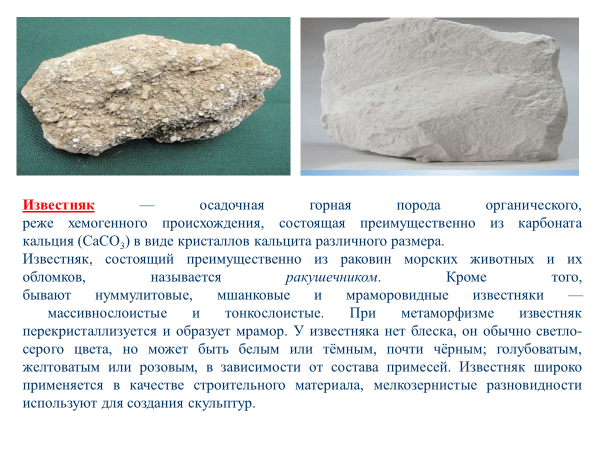 Известняк — осадочная горная порода органического,
реже хемогенного происхождения, состоящая преимущественно из карбоната
кальция (CaCO₃) в виде кристаллов кальцита различного размера.
Известняк, состоящий преимущественно из раковин морских животных и их
обломков, называется ракушечником. Кроме того,
бывают нуммулитовые, мшанковые и мраморовидные известняки —
массивнослоистые и тонкослоистые. При метаморфизме известняк
перекристаллизуется и образует мрамор. У известняка нет блеска, он обычно светло-
серого цвета, но может быть белым или тёмным, почти чёрным; голубоватым,
желтоватым или розовым, в зависимости от состава примесей. Известняк широко
применяется в качестве строительного материала, мелкозернистые разновидности
используют для создания скульптур.